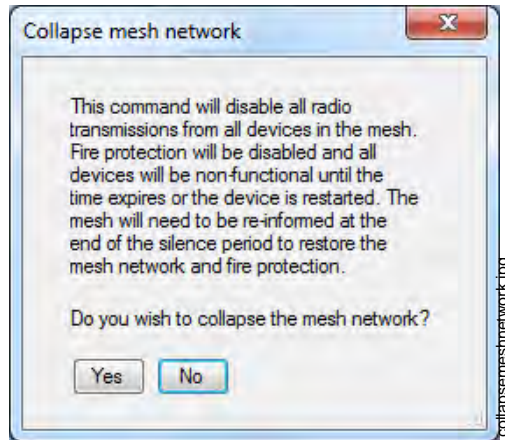 Collapse mesh network
This command will disable all radio
transmissions from all devices in the mesh.
Fire protection will be disabled and all
devices will be non-functional until the
time expires or the device is restarted. The
mesh will need to be re-informed at the
end of the silence period to restore the
mesh network and fire protection.
Do you wish to collapse the mesh network?
Yes No